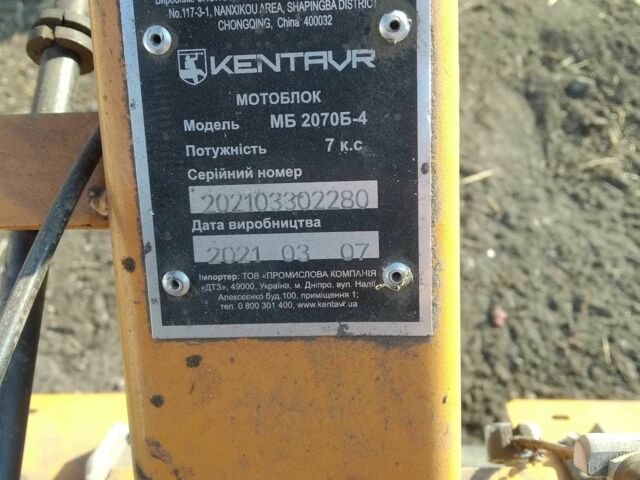 No.117-3-1, NANXIKOU AREA, SHAPINGBA DISTRICT
CHONGQING, China 400032
KENTAVR
МОТОБЛОК
Модель МБ 2070Б-4
Потужність 7 к.с
Серійний номер
202103302280
Дата виробництва
2021 03 07
Імпортер: ТОВ «ПРОМИСЛОВА КОМПАНІЯ
«ДТЗ», 49000, Україна, м. Дніпро, вул. Налії
Алексєєнко буд.100, приміщення 1;
тел. 0 800 301 400, www.kentavr.ua